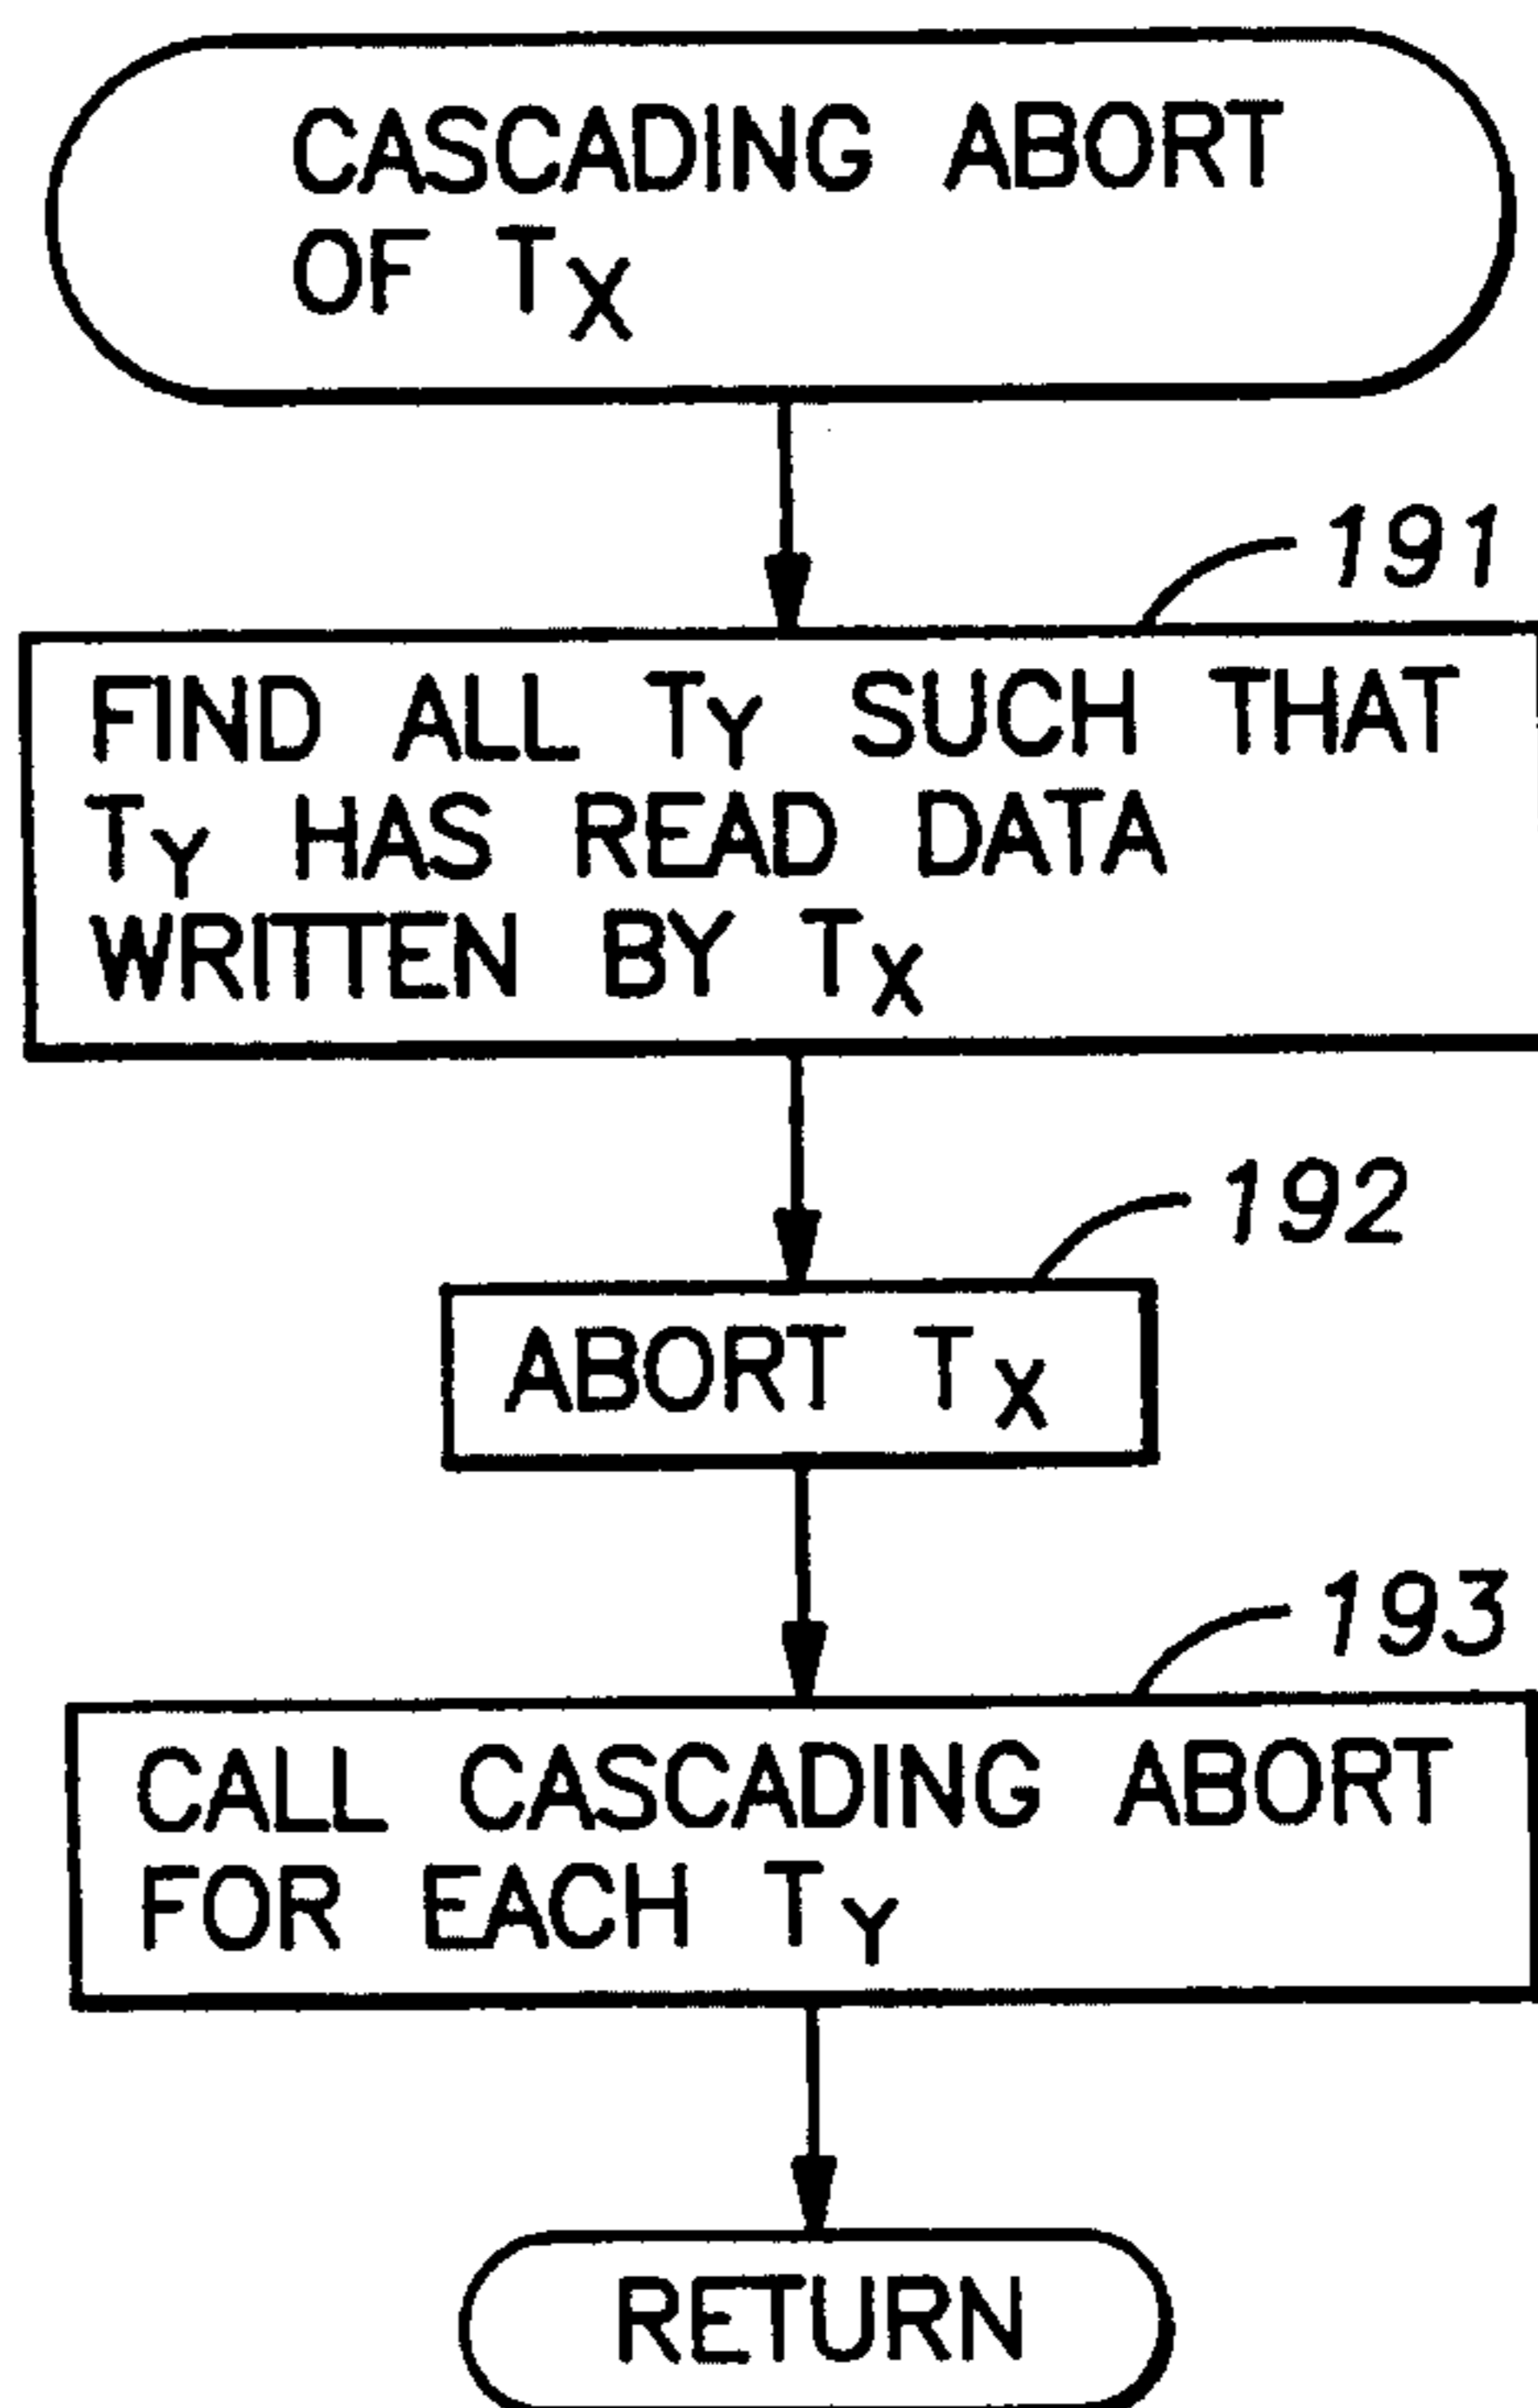 CASCADING ABORT
OF TX
191
FIND ALL TY SUCH THAT
TY HAS READ DATA
WRITTEN BY TX
192
ABORT TX
193
CALL CASCADING ABORT
FOR EACH TY
RETURN